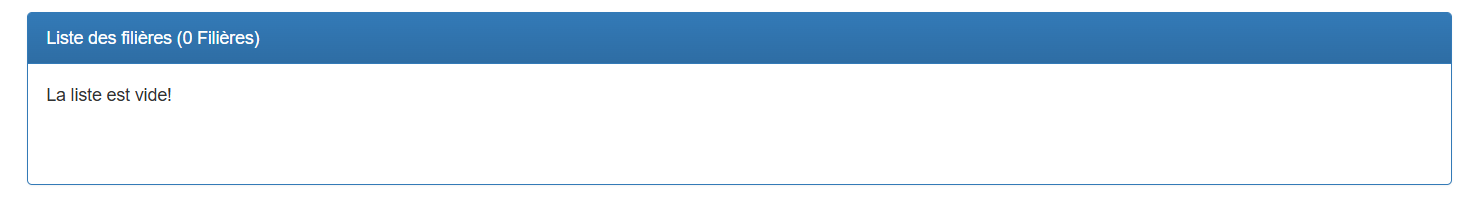 Liste des filières (0 Filières)
La liste est vide!